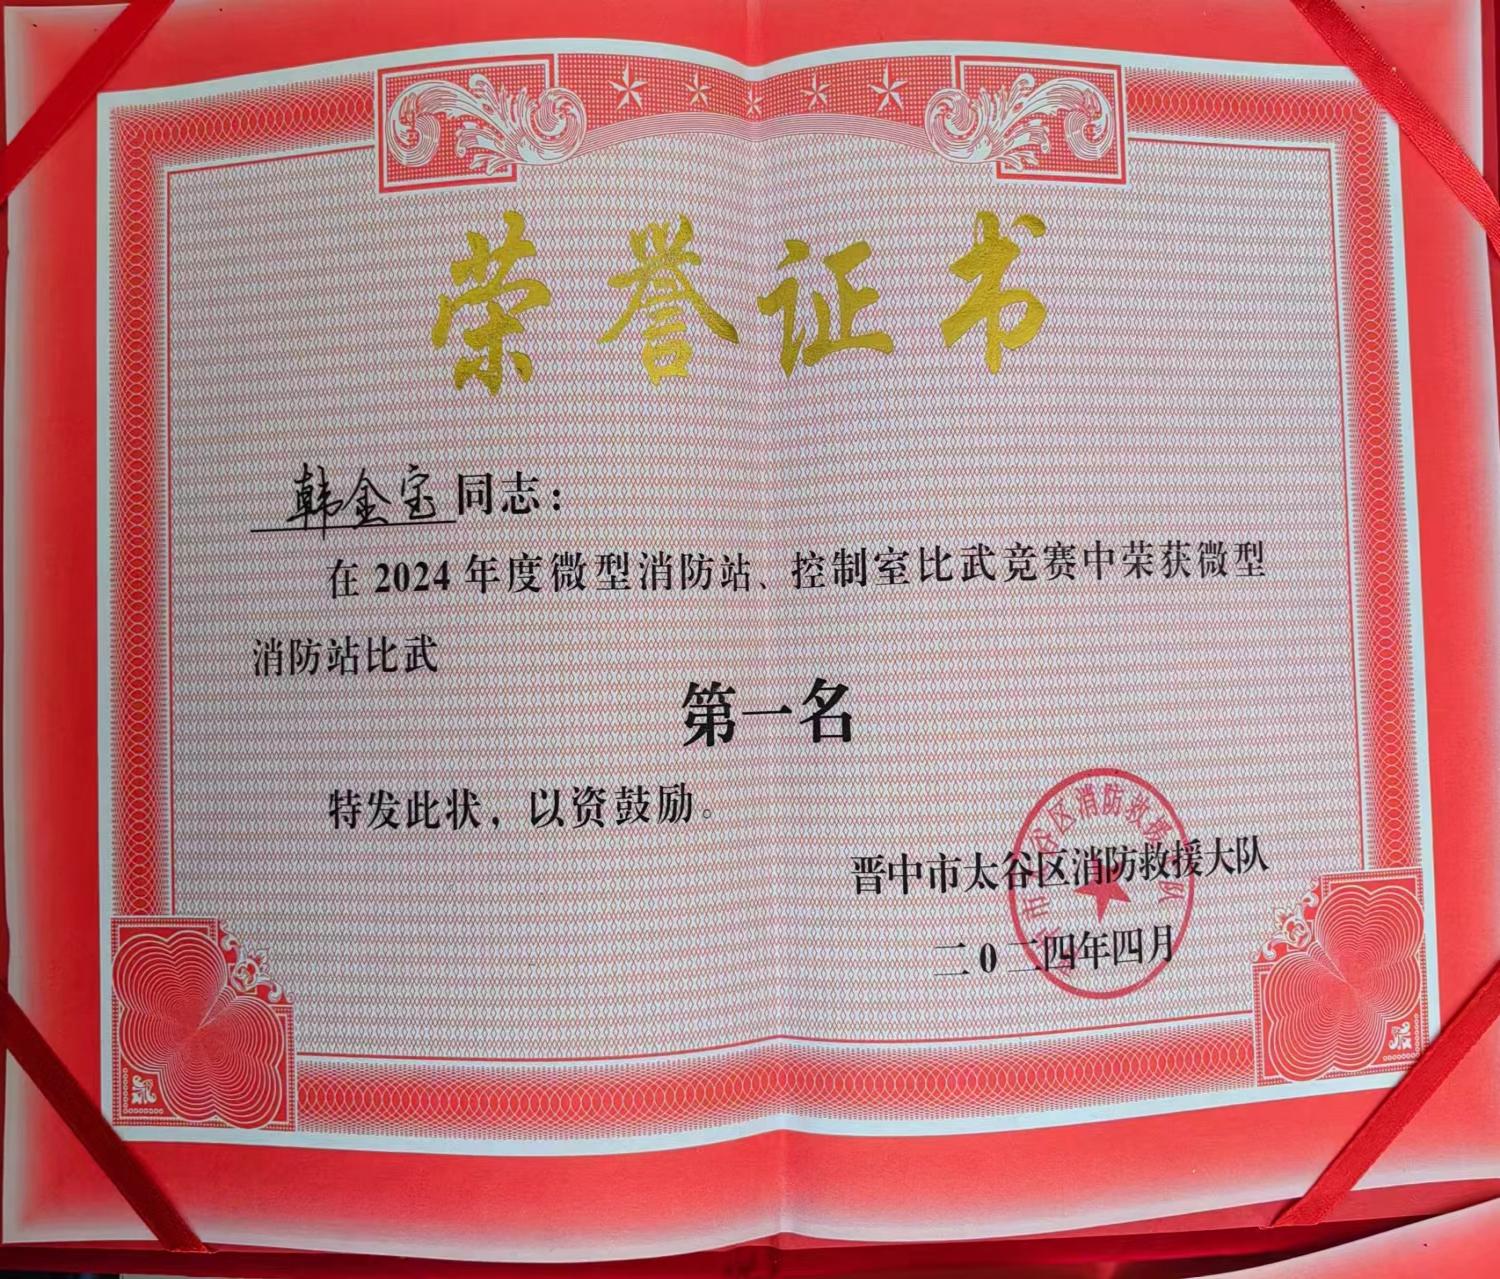 荣誉证书
韩金宝同志：
在2024年度微型消防站、控制室比武竞赛中荣获微型
消防站比武
第一名
特发此状，以资鼓励。
晋中市太谷区消防救援大队
二0二四年四月